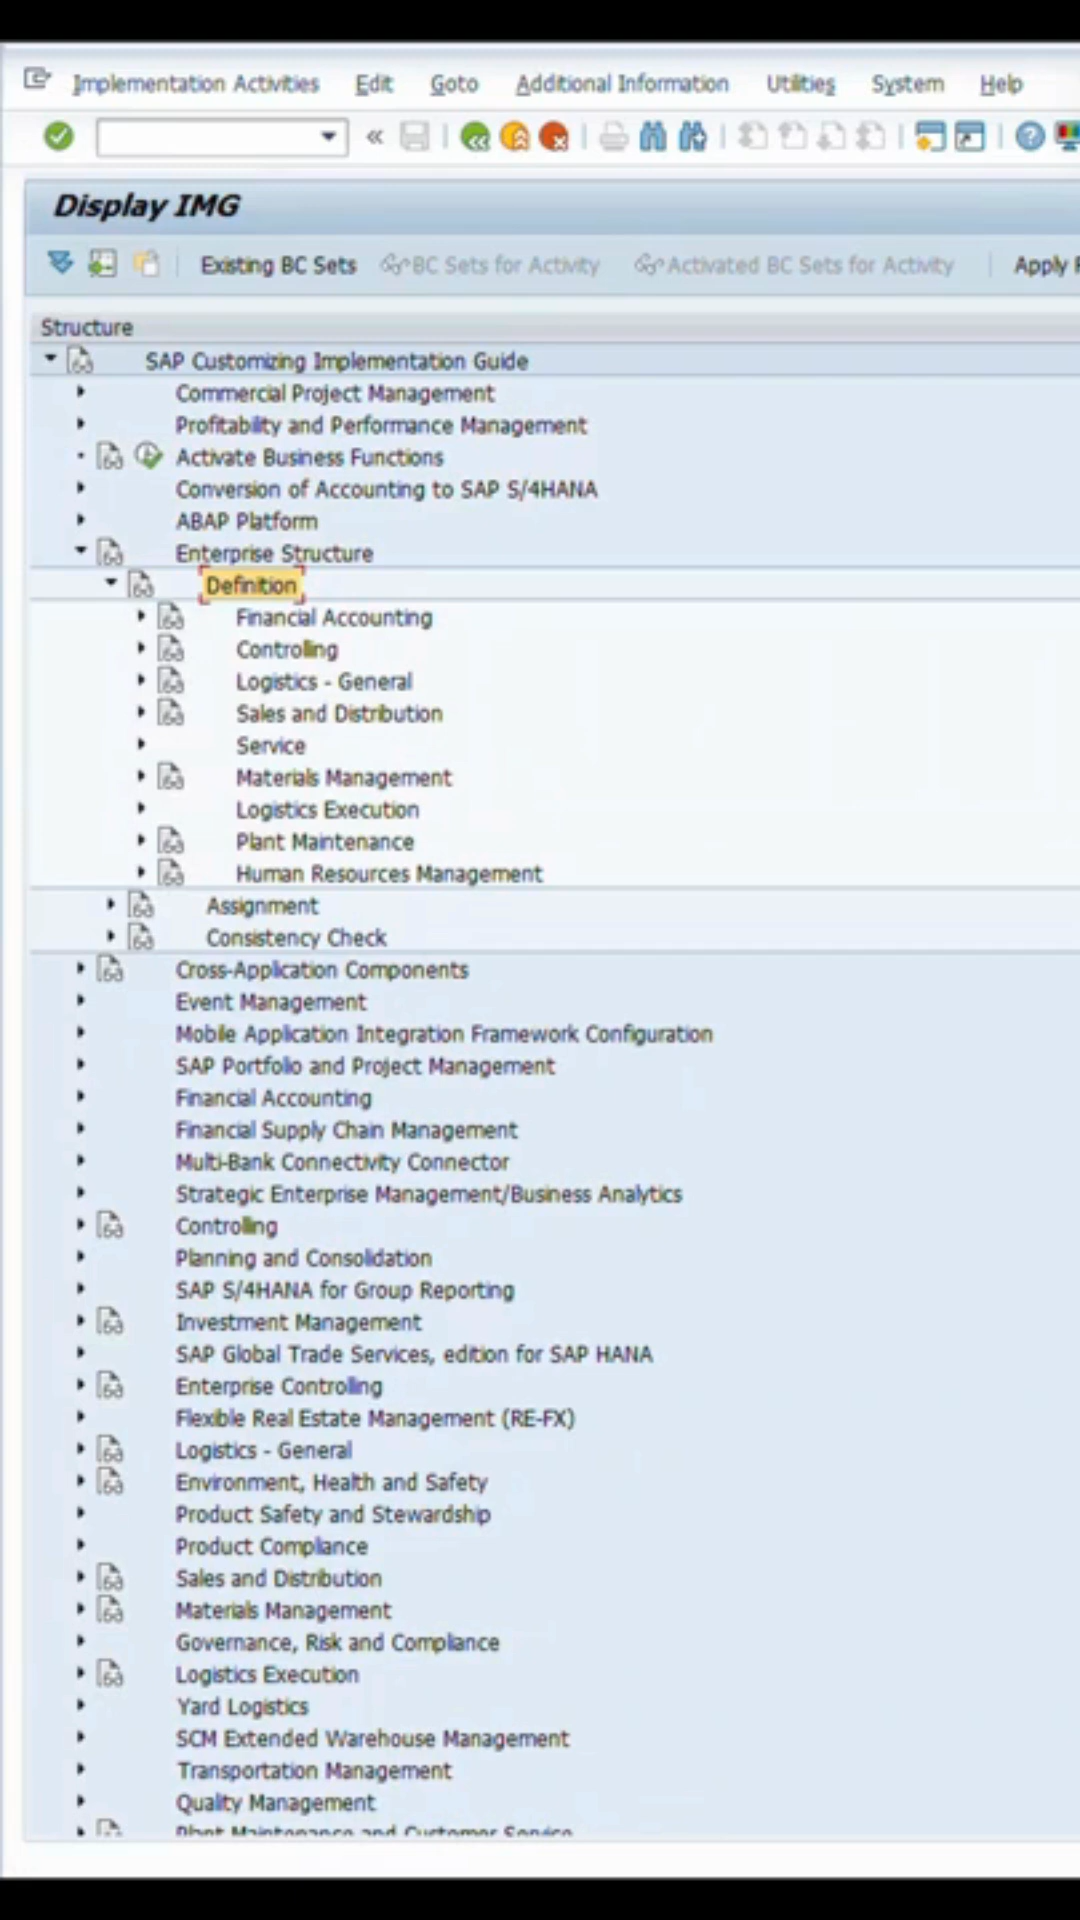 Implementation Activities Edit Goto Additional Information Utilities System Help
Display IMG
Existing BC Sets BC Sets for Activity Activated BC Sets for Activity Apply
Structure
SAP Customizing Implementation Guide
Commercial Project Management
Profitability and Performance Management
Activate Business Functions
Conversion of Accounting to SAP S/4HANA
ABAP Platform
Enterprise Structure
Definition
Financial Accounting
Controlling
Logistics - General
Sales and Distribution
Service
Materials Management
Logistics Execution
Plant Maintenance
Human Resources Management
Assignment
Consistency Check
Cross-Application Components
Event Management
Mobile Application Integration Framework Configuration
SAP Portfolio and Project Management
Financial Accounting
Financial Supply Chain Management
Multi-Bank Connectivity Connector
Strategic Enterprise Management/Business Analytics
Controlling
Planning and Consolidation
SAP S/4HANA for Group Reporting
Investment Management
SAP Global Trade Services, edition for SAP HANA
Enterprise Controlling
Flexible Real Estate Management (RE-FX)
Logistics - General
Environment, Health and Safety
Product Safety and Stewardship
Product Compliance
Sales and Distribution
Materials Management
Governance, Risk and Compliance
Logistics Execution
Yard Logistics
SCM Extended Warehouse Management
Transportation Management
Quality Management
Plant Maintenance and Customer Service